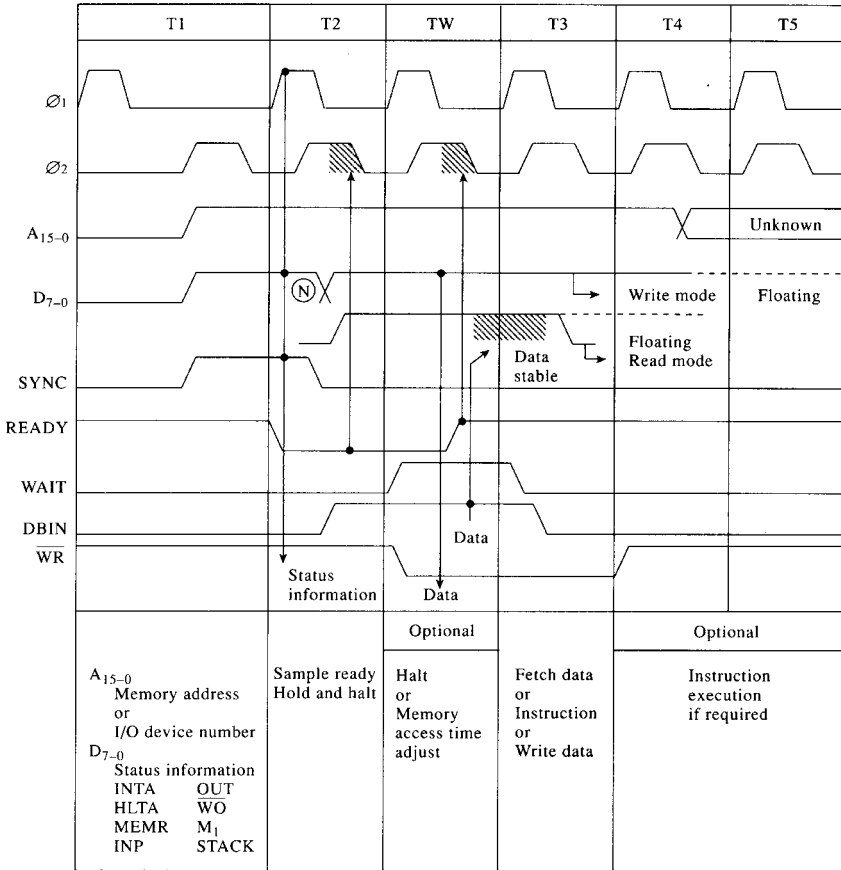 T1 T2 TW T3 T4 T5
Ø1
Ø2
A15–0
Unknown
D7–0
N
Write mode
Floating
Data
stable
Floating
Read mode
SYNC
READY
WAIT
DBIN
Data
WR
Status
information
Data
Optional
Optional
A15–0
Memory address
or
I/O device number
D7–0
Status information
INTA OUT
HLTA WO
MEMR M1
INP STACK
Sample ready
Hold and halt
Halt
or
Memory
access time
adjust
Fetch data
or
Instruction
or
Write data
Instruction
execution
if required